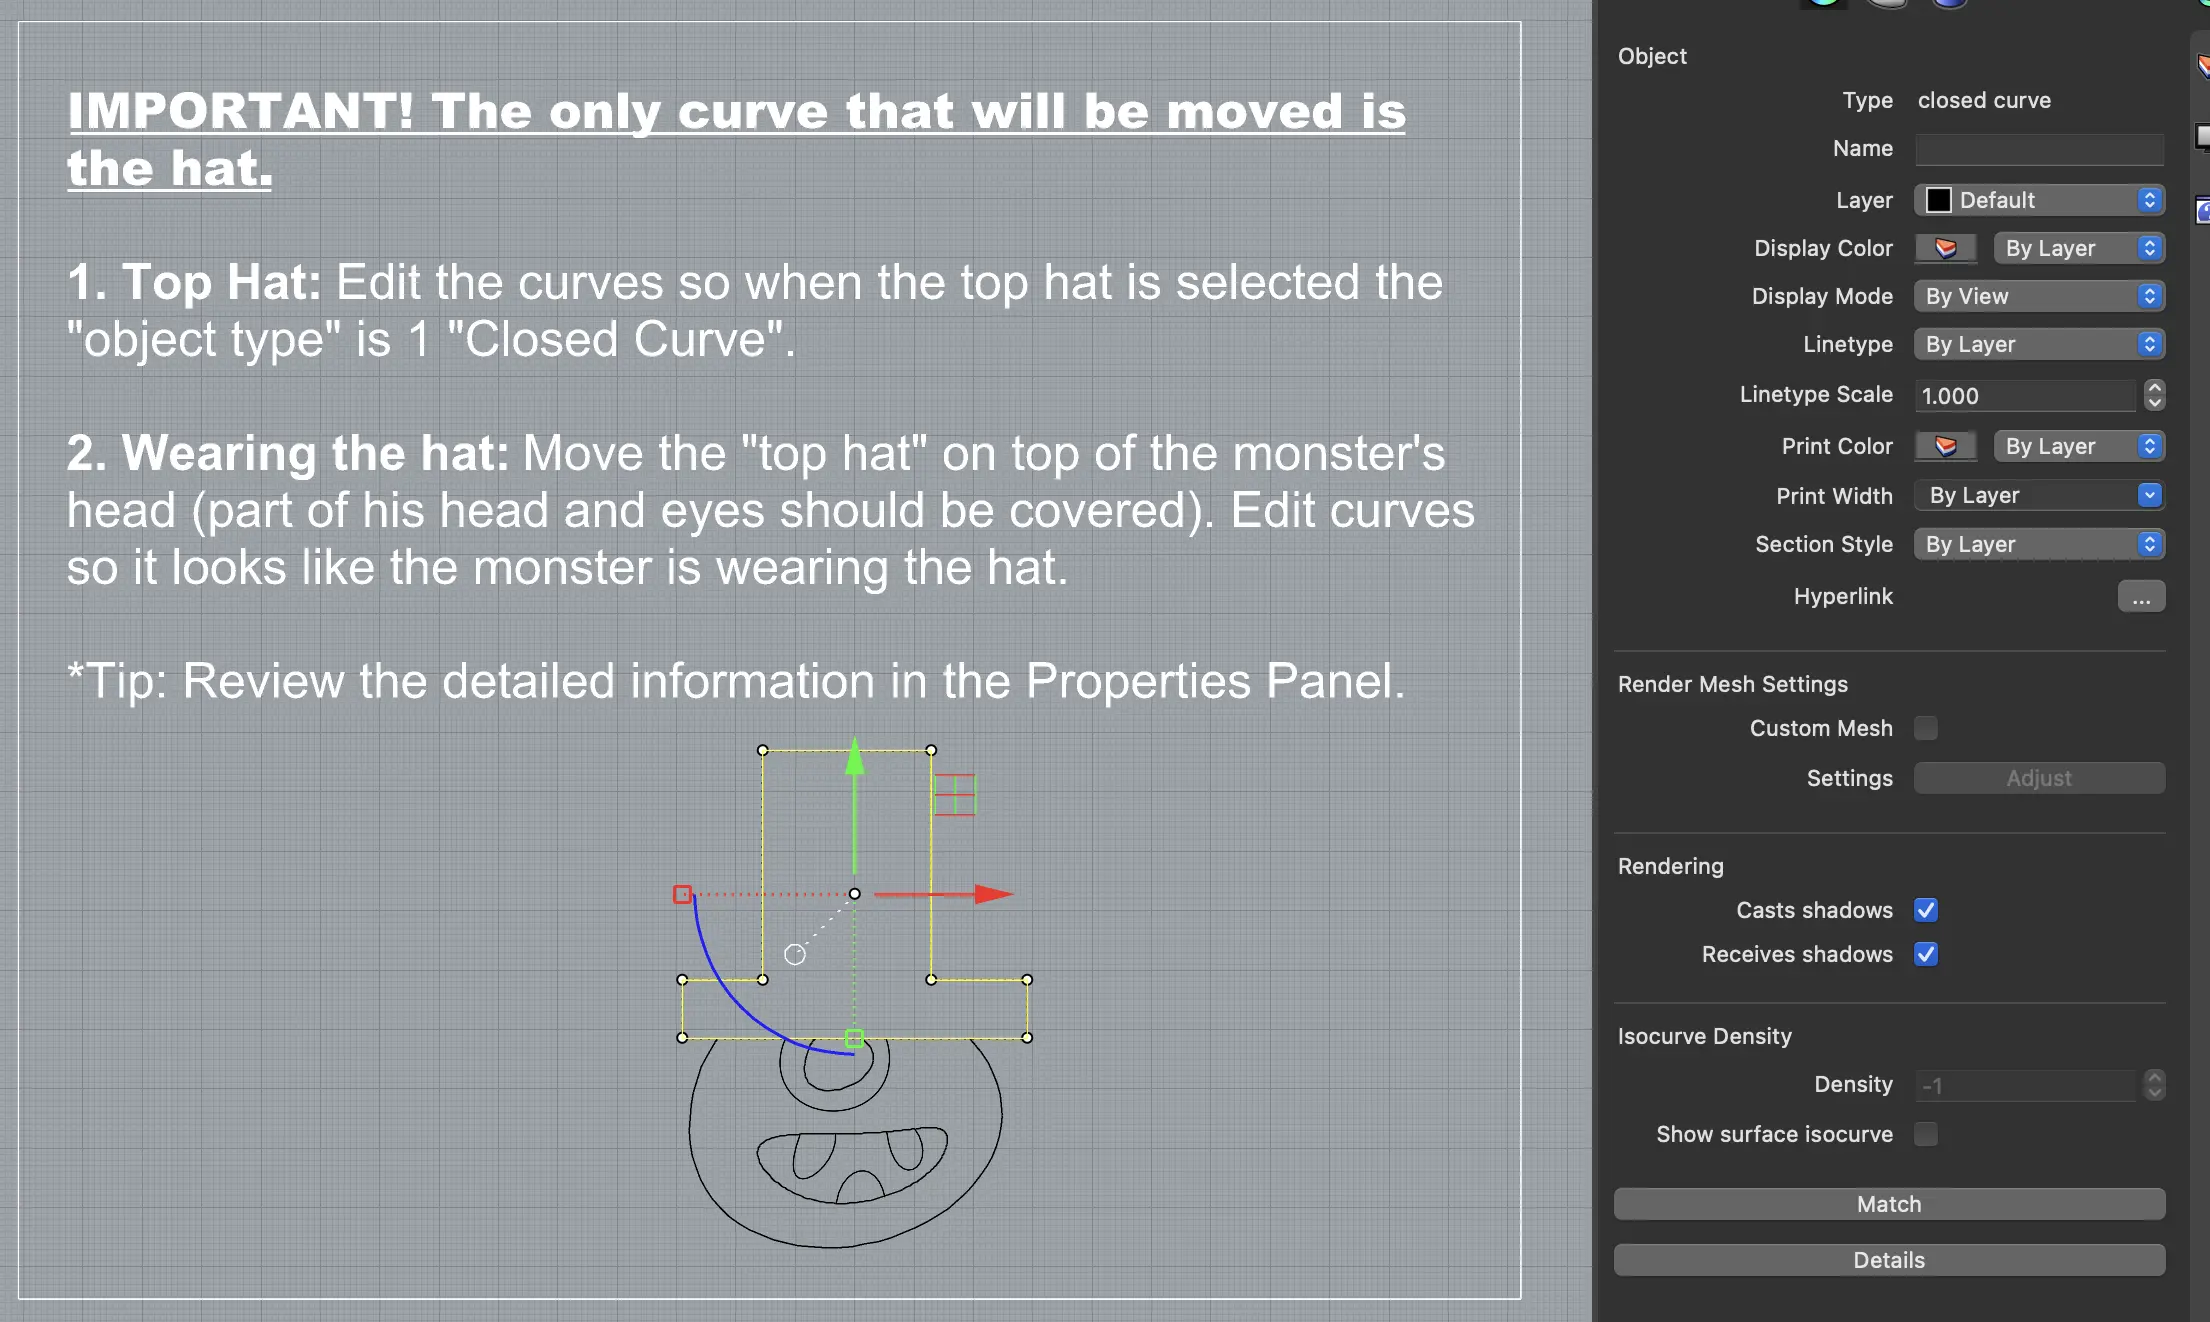 IMPORTANT! The only curve that will be moved is
the hat.
1. Top Hat: Edit the curves so when the top hat is selected the
"object type" is 1 "Closed Curve".
2. Wearing the hat: Move the "top hat" on top of the monster's
head (part of his head and eyes should be covered). Edit curves
so it looks like the monster is wearing the hat.
*Tip: Review the detailed information in the Properties Panel.
Object
Type closed curve
Name
Layer Default
Display Color By Layer
Display Mode By View
Linetype By Layer
Linetype Scale 1.000
Print Color By Layer
Print Width By Layer
Section Style By Layer
Hyperlink ...
Render Mesh Settings
Custom Mesh
Settings Adjust
Rendering
Casts shadows
Receives shadows
Isocurve Density
Density -1
Show surface isocurve
Match
Details